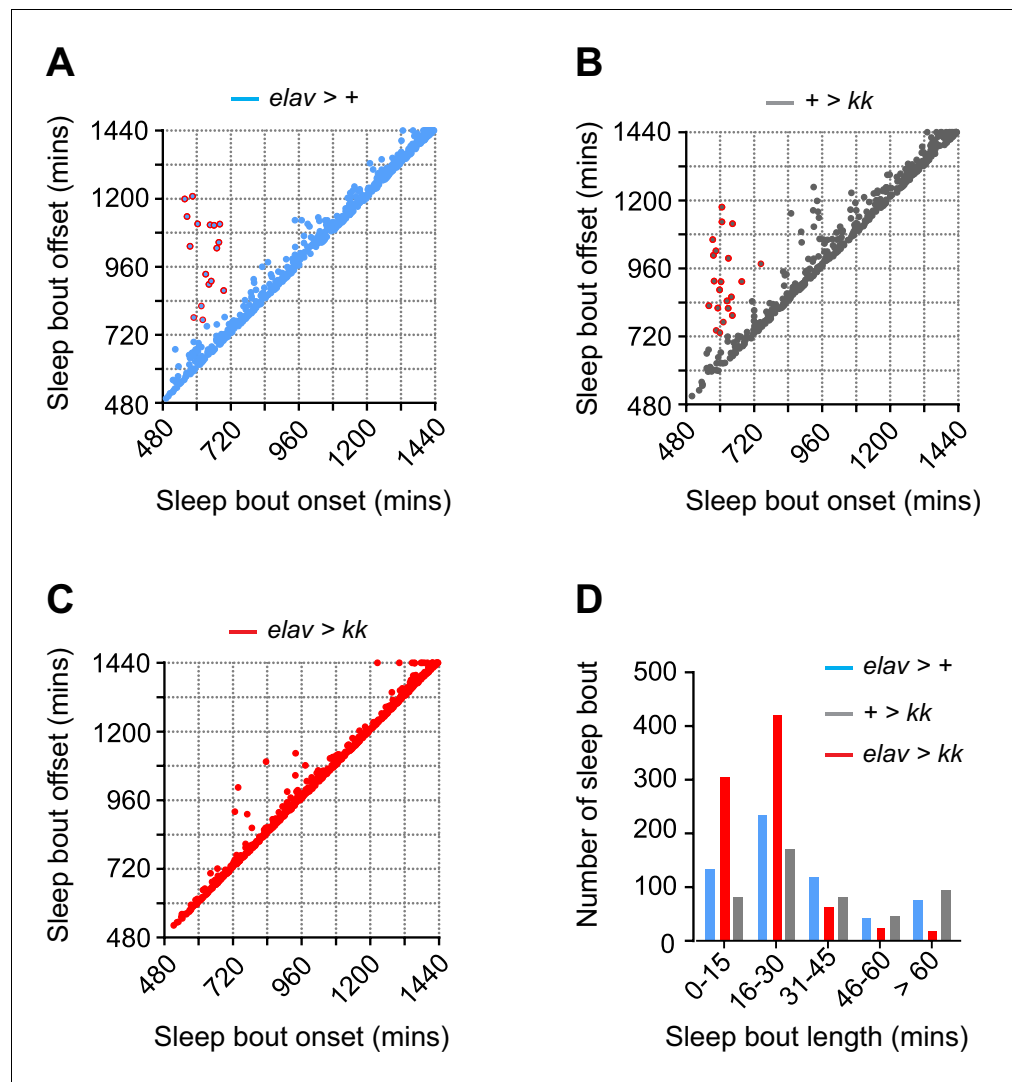 A
elav > +
Sleep bout offset (mins)
1440
1200
960
720
480
480 720 960 1200 1440
Sleep bout onset (mins)
B
+ > kk
Sleep bout offset (mins)
1440
1200
960
720
480
480 720 960 1200 1440
Sleep bout onset (mins)
C
elav > kk
Sleep bout offset (mins)
1440
1200
960
720
480
480 720 960 1200 1440
Sleep bout onset (mins)
D
elav > +
+ > kk
elav > kk
Number of sleep bout
500
400
300
200
100
0
0-15 16-30 31-45 46-60 > 60
Sleep bout length (mins)